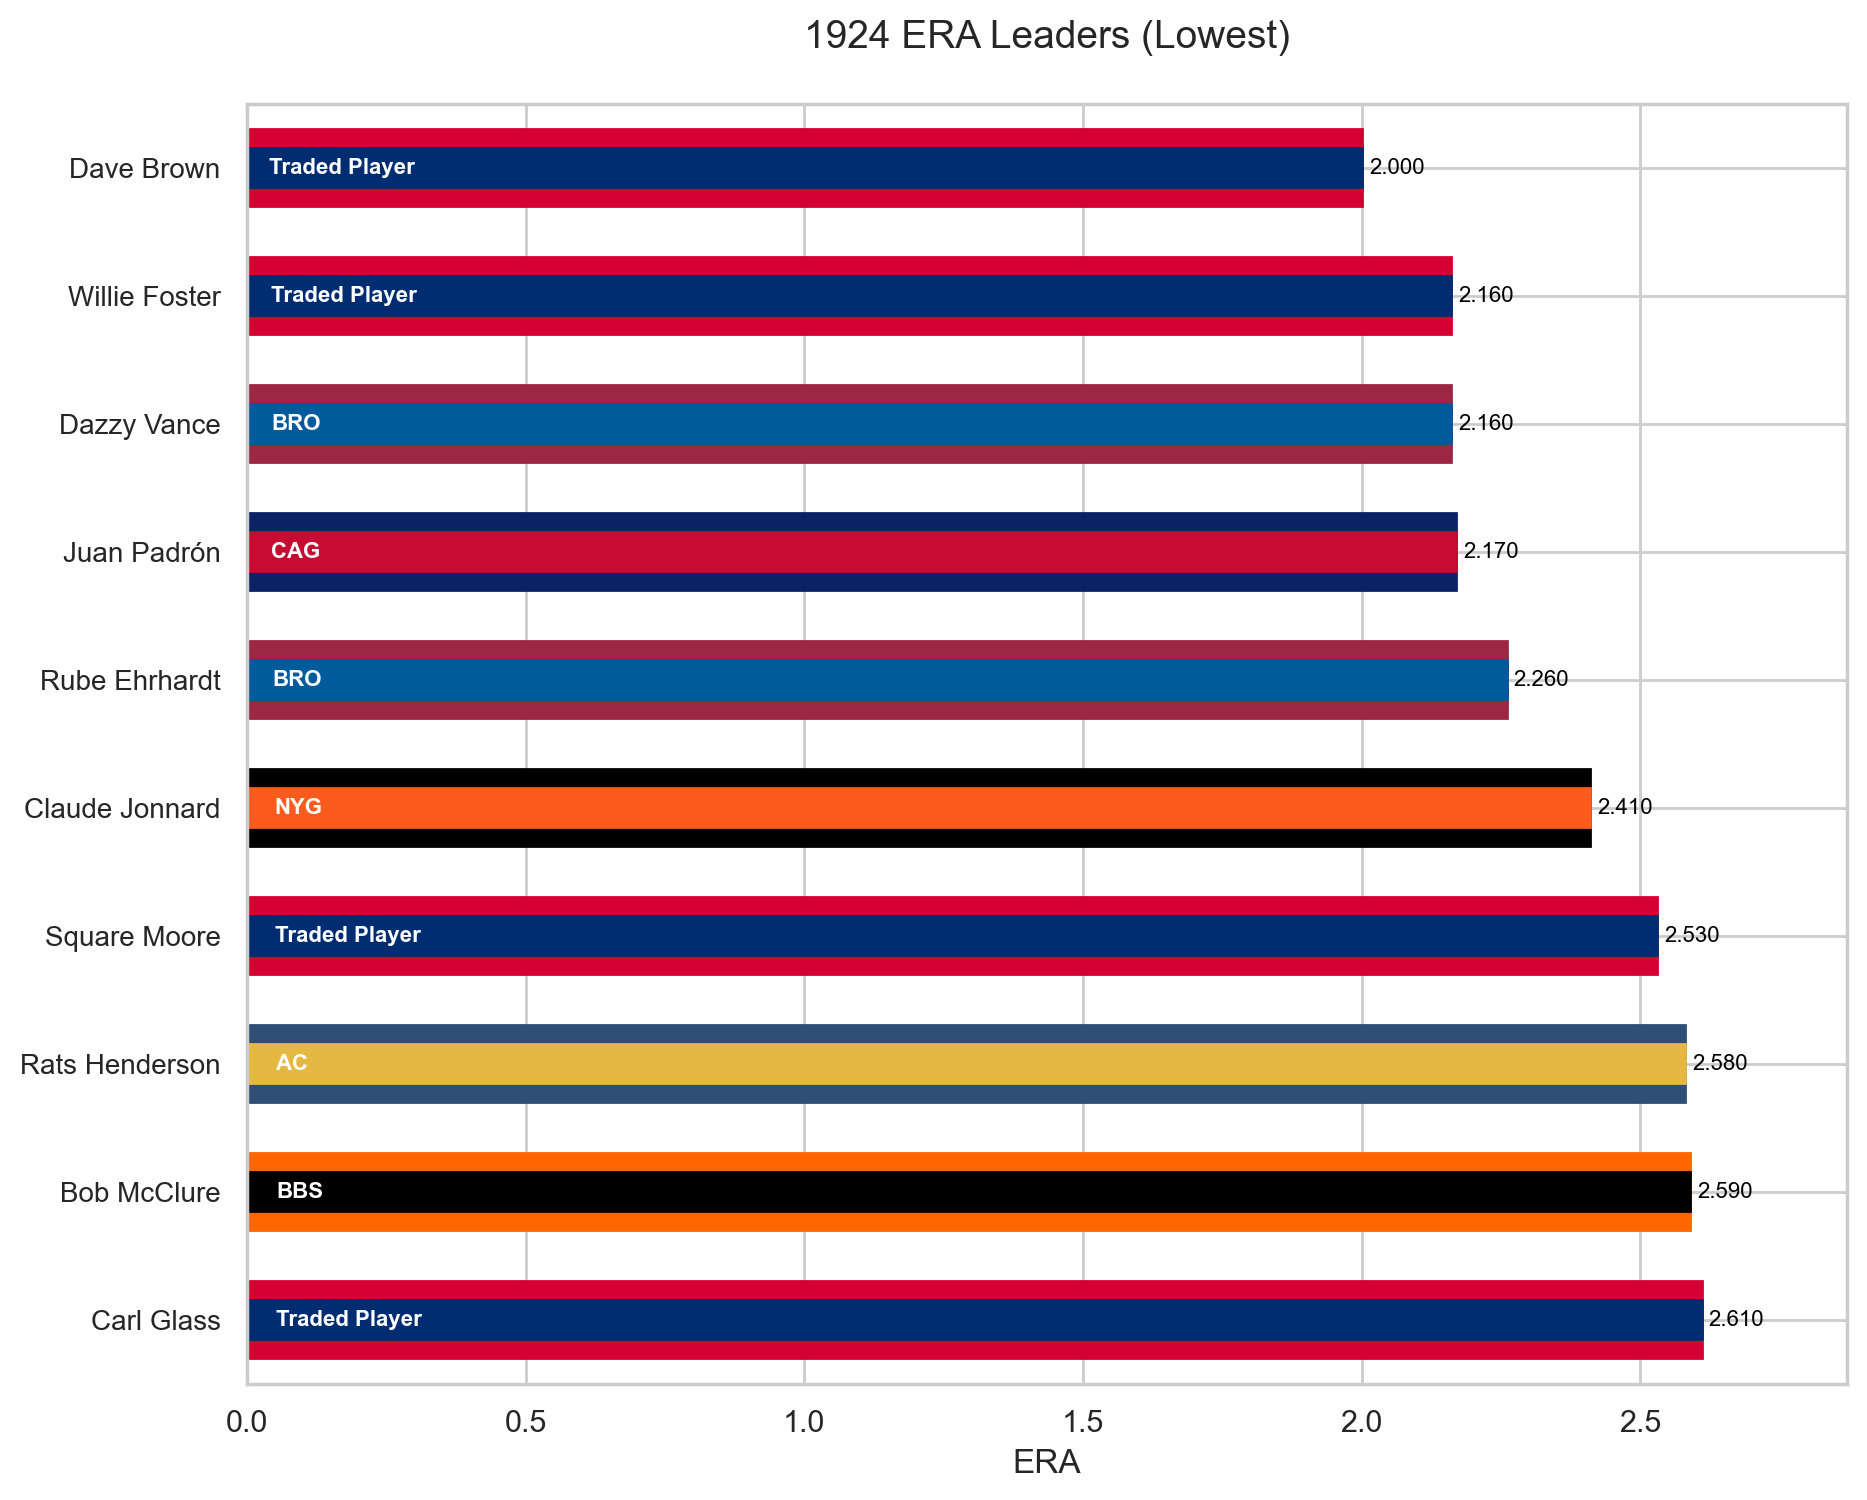 1924 ERA Leaders (Lowest)
Dave Brown Traded Player 2.000
Willie Foster Traded Player 2.160
Dazzy Vance BRO 2.160
Juan Padrón CAG 2.170
Rube Ehrhardt BRO 2.260
Claude Jonnard NYG 2.410
Square Moore Traded Player 2.530
Rats Henderson AC 2.580
Bob McClure BBS 2.590
Carl Glass Traded Player 2.610
0.0 0.5 1.0 1.5 2.0 2.5
ERA